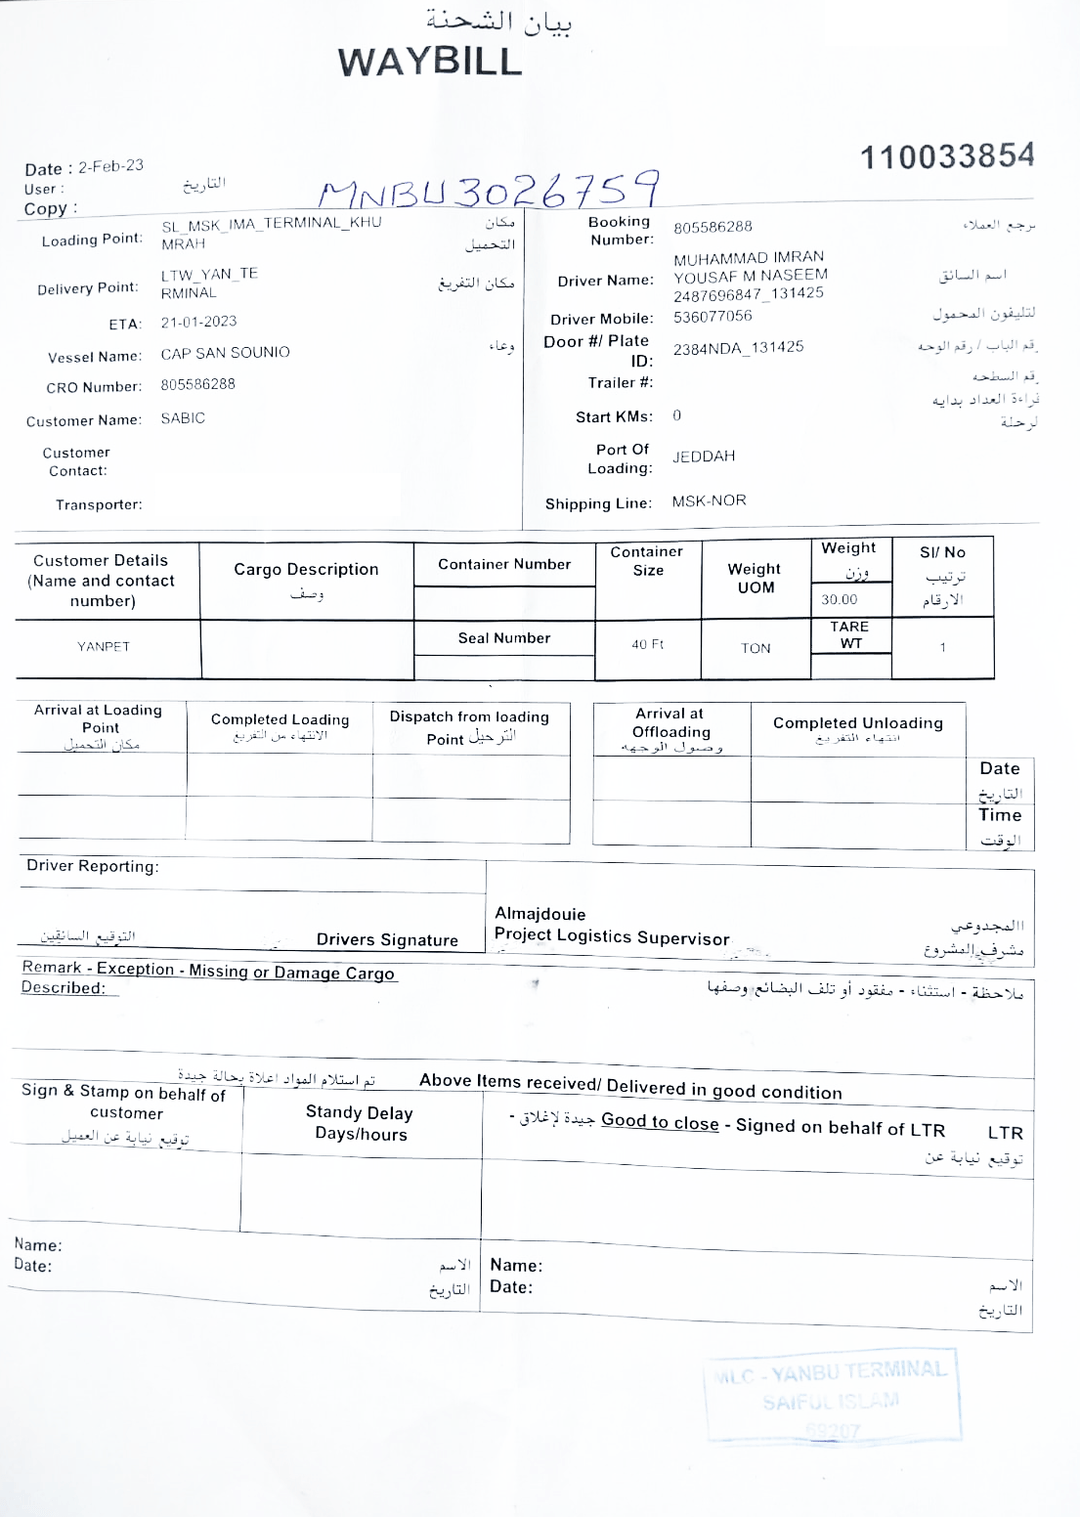 بيان الشحنة
WAYBILL
110033854
Date : 2-Feb-23
التاريخ
User :
Copy :
MNBU3026759
Loading Point: SL_MSK_IMA_TERMINAL_KHU
MRAH
مكان
التحميل
Delivery Point: LTW_YAN_TE
RMINAL
مكان التفريغ
ETA: 21-01-2023
Vessel Name: CAP SAN SOUNIO
وعاء
CRO Number: 805586288
Customer Name: SABIC
Customer
Contact:
Transporter:
Booking
Number: 805586288
مرجع العملاء
Driver Name: MUHAMMAD IMRAN
YOUSAF M NASEEM
2487696847_131425
اسم السائق
Driver Mobile: 536077056
لتليفون المحمول
Door #/ Plate
ID: 2384NDA_131425
رقم الباب / رقم الوحه
Trailer #:
رقم السطحه
Start KMs: 0
قراءة العداد بدايه
لرحلة
Port Of
Loading: JEDDAH
Shipping Line: MSK-NOR
Customer Details
(Name and contact
number)
Cargo Description
وصف
Container Number
Container
Size
Weight
UOM
Weight
وزن
30.00
SI/ No
ترتيب
الارقام
YANPET
Seal Number
40 Ft
TON
TARE
WT
1
Arrival at Loading
Point
مكان التحميل
Completed Loading
الانتهاء من التفريغ
Dispatch from loading
Point الترحيل
Arrival at
Offloading
وصول الوجهه
Completed Unloading
انتهاء التفريغ
Date
التاريخ
Time
الوقت
Driver Reporting:
التوقيع السائقين
Drivers Signature
Almajdouie
Project Logistics Supervisor
االمجدوعي
مشرف المشروع
Remark - Exception - Missing or Damage Cargo
Described:
ملاحظة - استثناء - مفقود أو تلف البضائع وصفها
تم استلام المواد اعلاة بحالة جيدة Above Items received/ Delivered in good condition
Sign & Stamp on behalf of
customer
توقيع نيابة عن العميل
Standy Delay
Days/hours
- جيدة لإغلاق Good to close - Signed on behalf of LTR LTR
توقيع نيابة عن
Name:
Date:
الاسم
التاريخ
Name:
Date:
الاسم
التاريخ
MLC - YANBU TERMINAL
SAIFUL ISLAM
69207